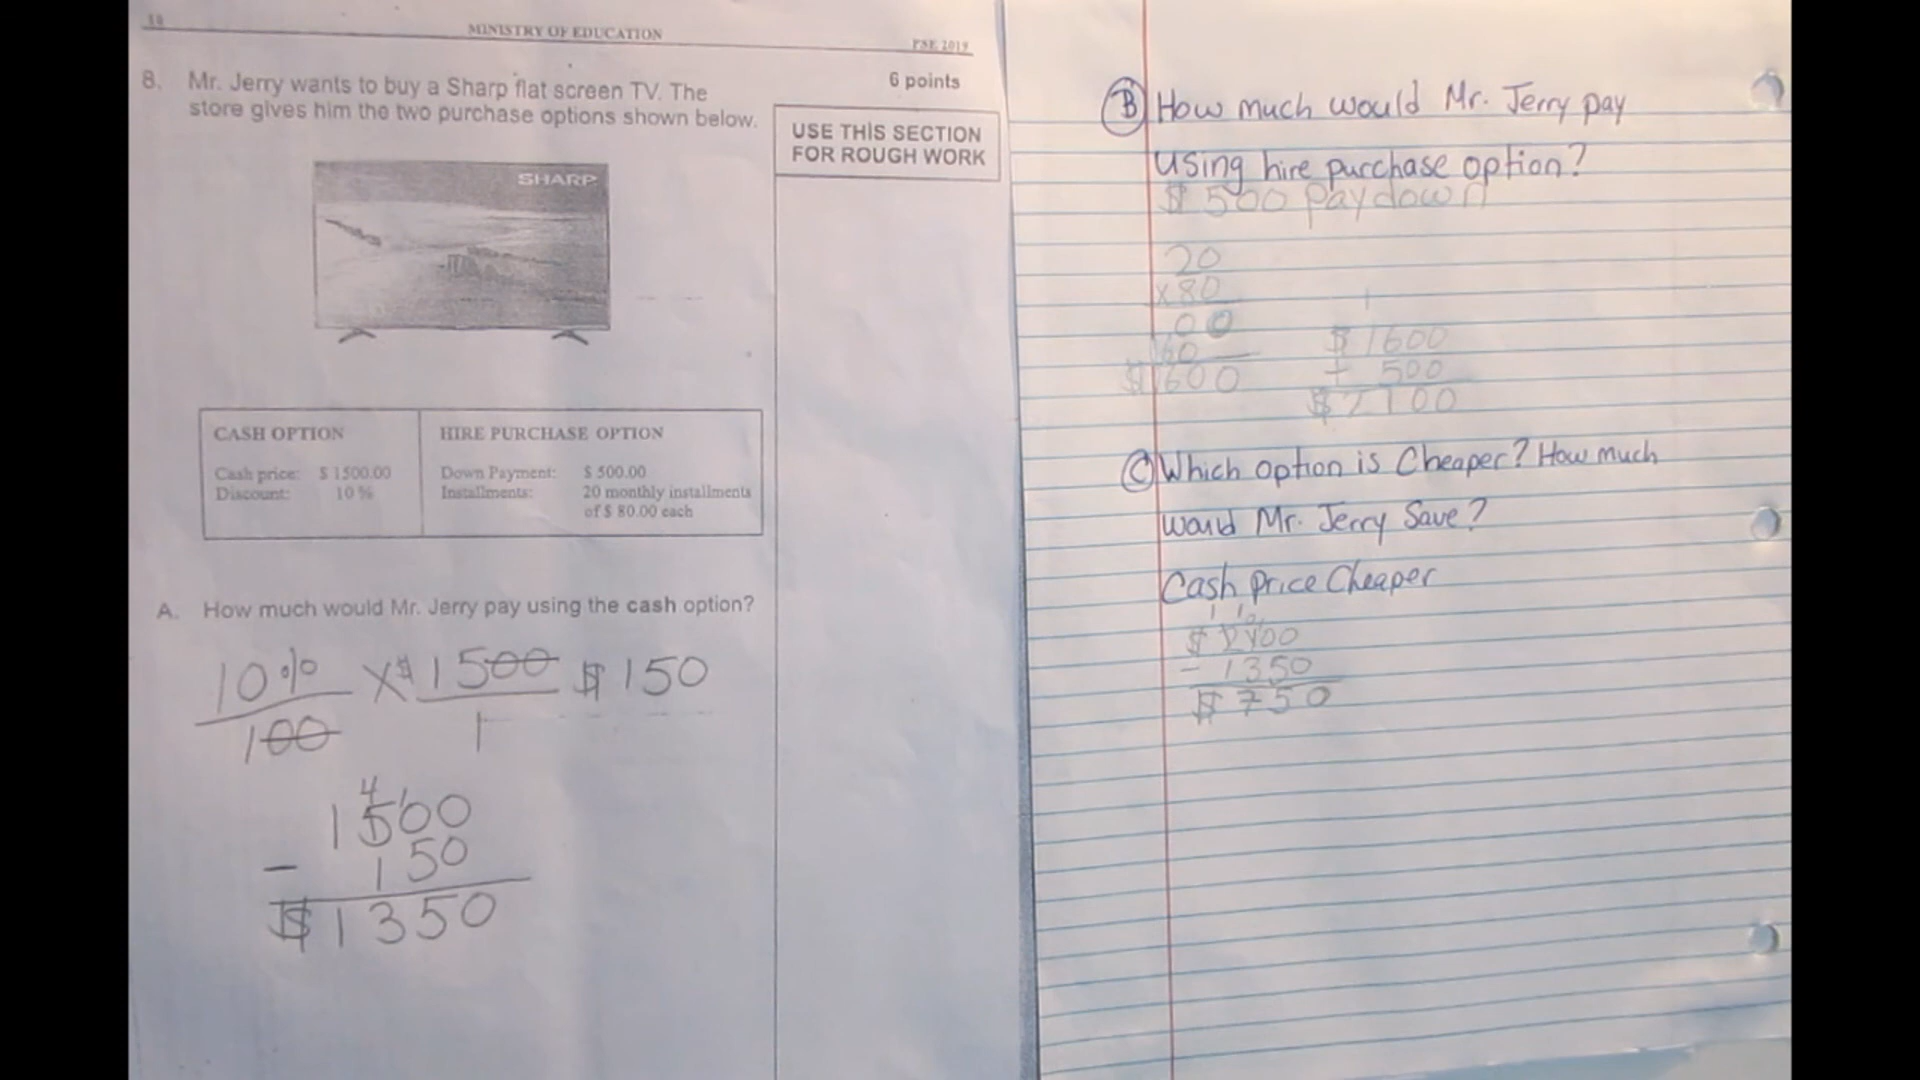 18
MINISTRY OF EDUCATION
PSE 2019
8. Mr. Jerry wants to buy a Sharp flat screen TV. The
store gives him the two purchase options shown below.
6 points
USE THIS SECTION
FOR ROUGH WORK
SHARP
CASH OPTION
Cash price: $ 1500.00
Discount: 10 %
HIRE PURCHASE OPTION
Down Payment: $ 500.00
Installments: 20 monthly installments
of $ 80.00 each
A. How much would Mr. Jerry pay using the cash option?
10% X $1500 $150
100 1
4 1
1500
- 150
$1350
B How much would Mr. Jerry pay
using hire purchase option?
$500 Paydown
20
x80
00
160
$1600
1
$1600
+ 500
$2100
C Which option is Cheaper? How much
would Mr. Jerry Save?
Cash Price Cheaper
$2100
- 1350
$750